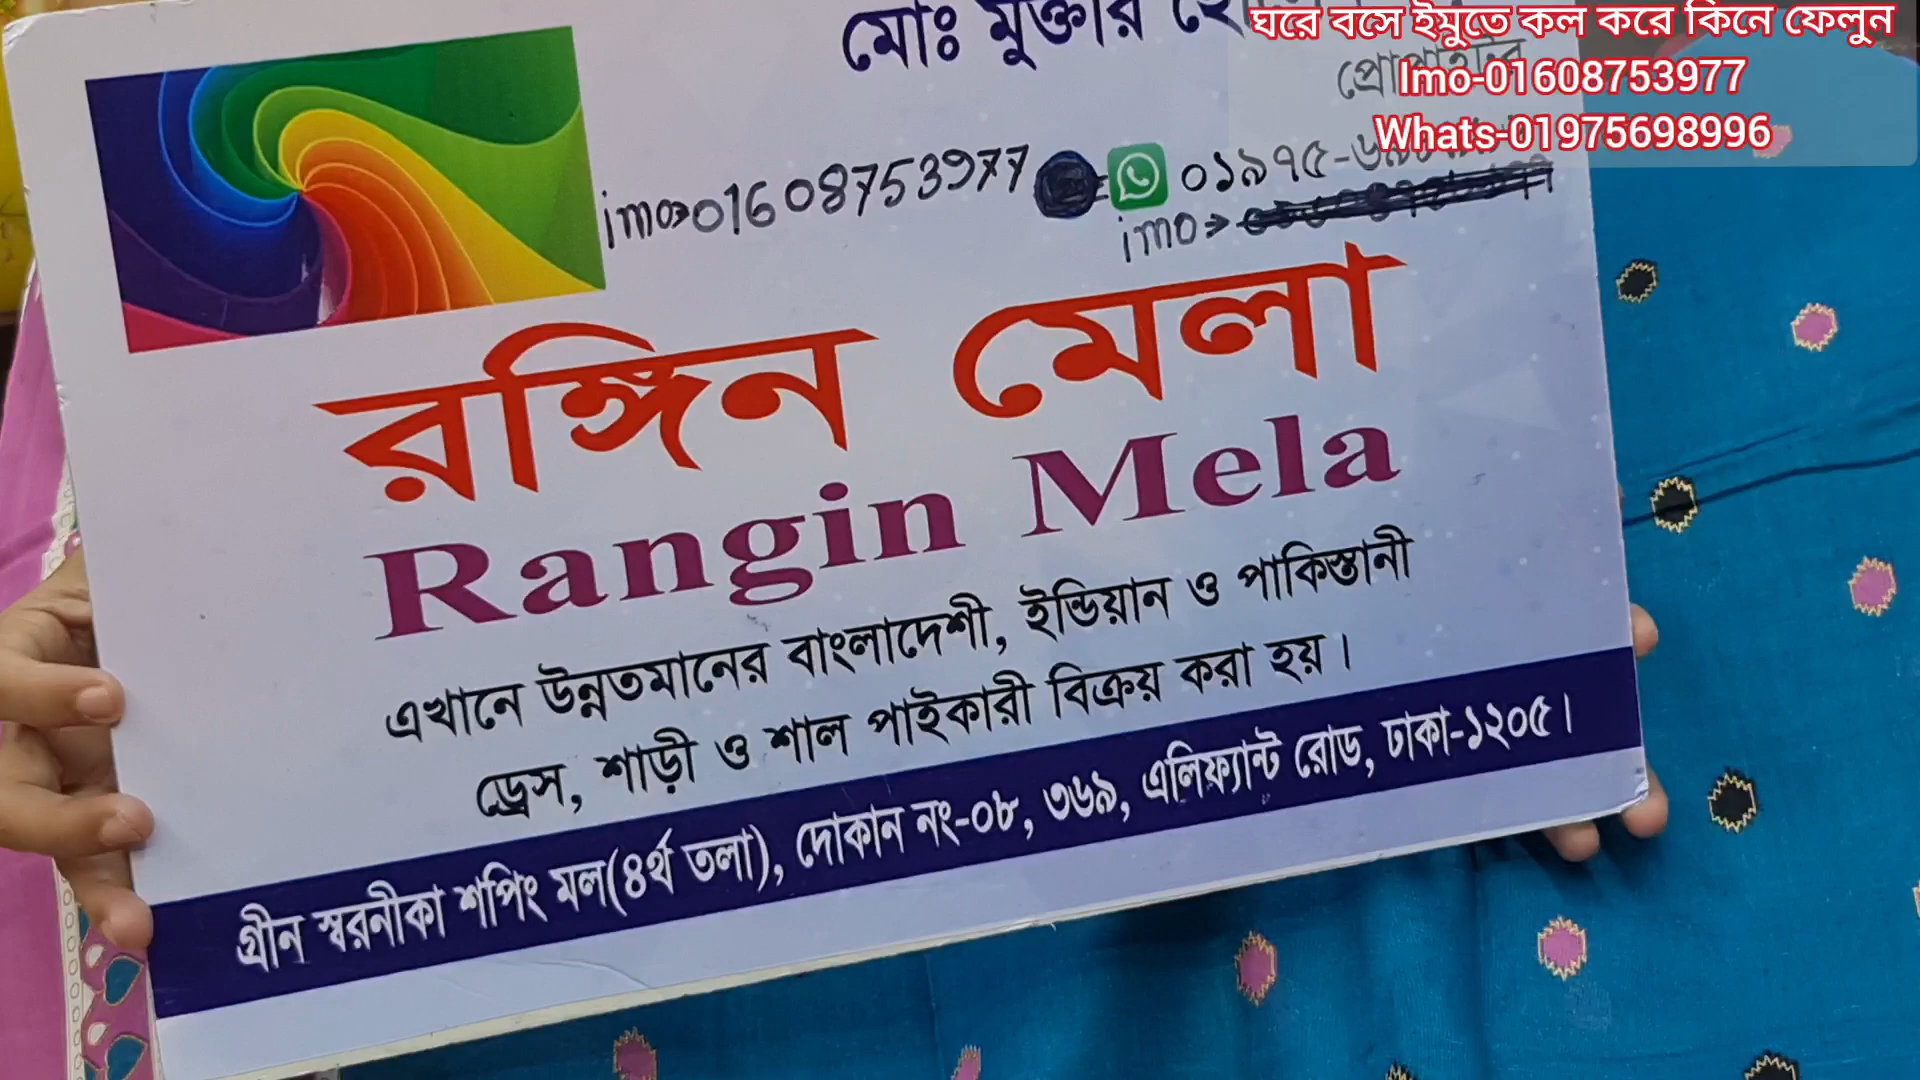 ঘরে বসে ইমুতে কল করে কিনে ফেলুন
Imo-01608753977
Whats-01975698996
মোঃ মুক্তার
প্রোপাইটর
imo→01608753977
০১৯৭৫-৬৯
imo→
রঙ্গিন মেলা
Rangin Mela
এখানে উন্নতমানের বাংলাদেশী, ইন্ডিয়ান ও পাকিস্তানী
ড্রেস, শাড়ী ও শাল পাইকারী বিক্রয় করা হয়।
গ্রীন স্বরনীকা শপিং মল(৪র্থ তলা), দোকান নং-০৮, ৩৬৯, এলিফ্যান্ট রোড, ঢাকা-১২০৫।